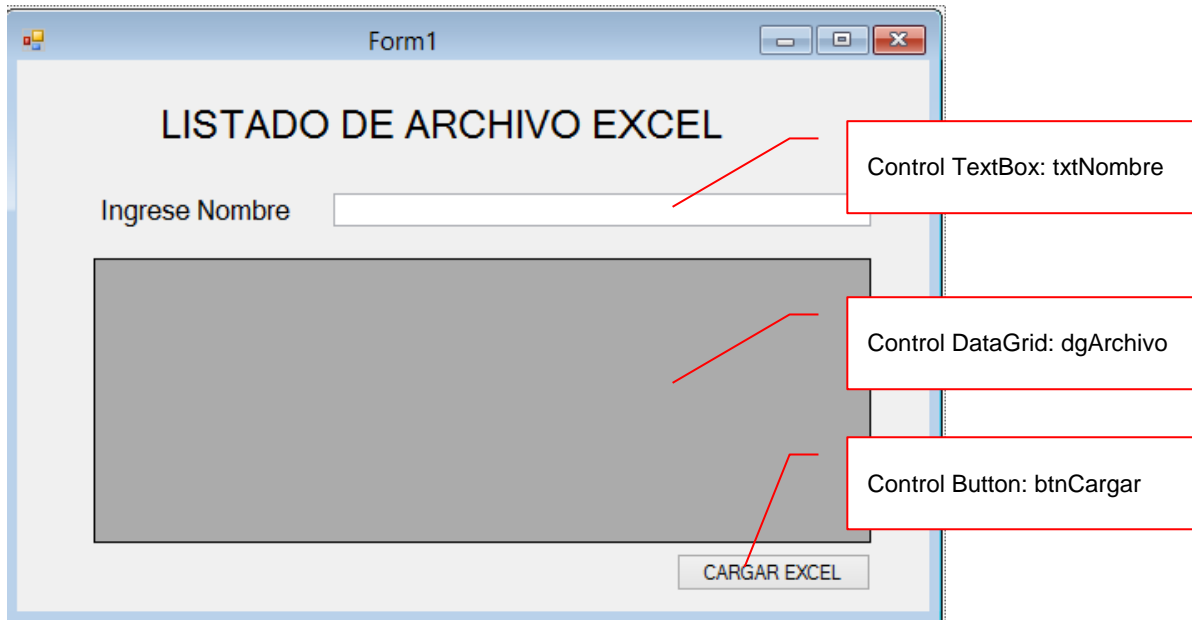 Form1
LISTADO DE ARCHIVO EXCEL
Control TextBox: txtNombre
Ingrese Nombre
Control DataGrid: dgArchivo
Control Button: btnCargar
CARGAR EXCEL